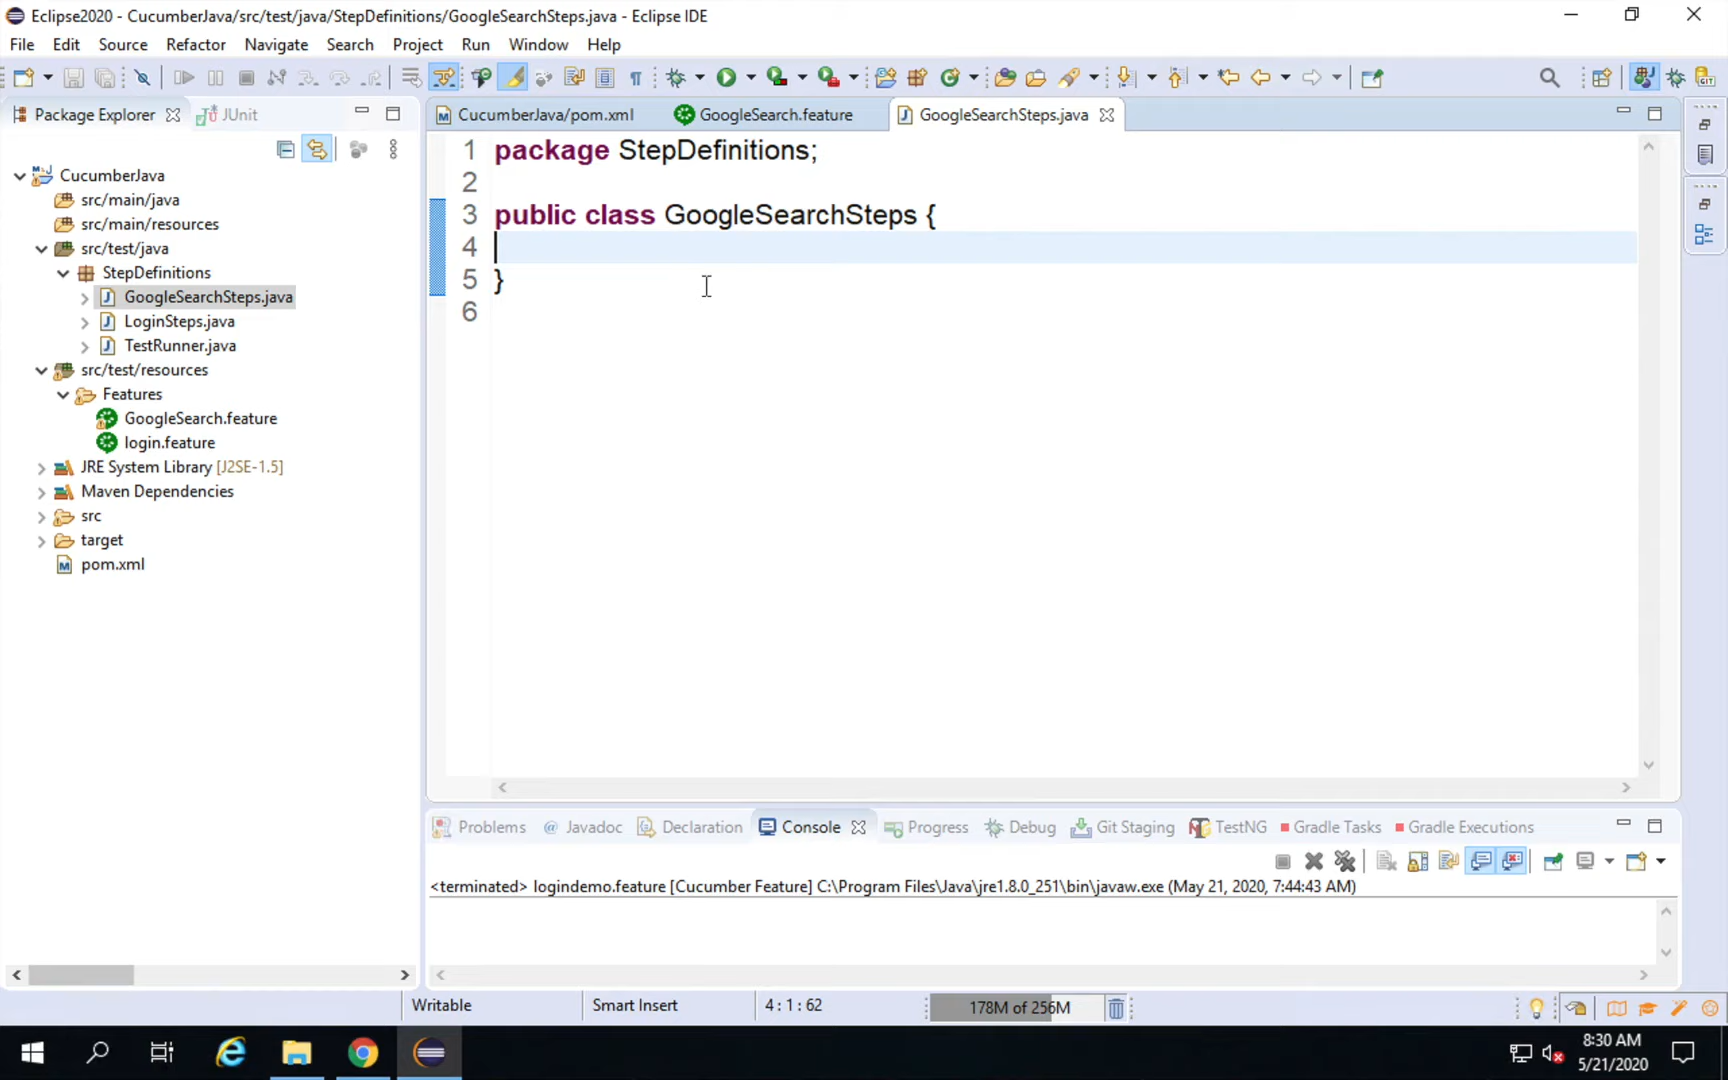 Eclipse2020 - CucumberJava/src/test/java/StepDefinitions/GoogleSearchSteps.java - Eclipse IDE
File Edit Source Refactor Navigate Search Project Run Window Help
Package Explorer JUnit
CucumberJava/pom.xml GoogleSearch.feature GoogleSearchSteps.java
CucumberJava
src/main/java
src/main/resources
src/test/java
StepDefinitions
GoogleSearchSteps.java
LoginSteps.java
TestRunner.java
src/test/resources
Features
GoogleSearch.feature
login.feature
JRE System Library [J2SE-1.5]
Maven Dependencies
src
target
pom.xml
1 package StepDefinitions;
2
3 public class GoogleSearchSteps {
4
5 }
6
Problems @ Javadoc Declaration Console Progress Debug Git Staging TestNG Gradle Tasks Gradle Executions
<terminated> logindemo.feature [Cucumber Feature] C:\Program Files\Java\jre1.8.0_251\bin\javaw.exe (May 21, 2020, 7:44:43 AM)
Writable Smart Insert 4 : 1 : 62 178M of 256M
8:30 AM
5/21/2020